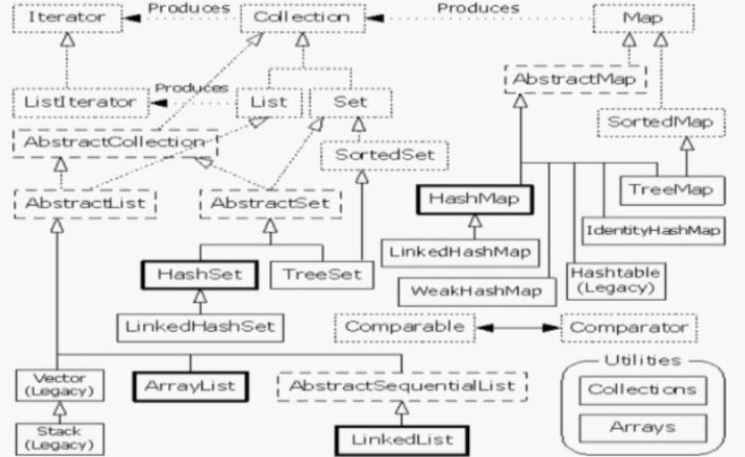 Iterator
Produces
Collection
Produces
Map
AbstractMap
ListIterator
Produces
List
Set
SortedMap
AbstractCollection
SortedSet
AbstractList
AbstractSet
HashMap
TreeMap
IdentityHashMap
LinkedHashMap
HashSet
TreeSet
WeakHashMap
Hashtable
(Legacy)
LinkedHashSet
Comparable
Comparator
Utilities
Vector
(Legacy)
ArrayList
AbstractSequentialList
Collections
Stack
(Legacy)
LinkedList
Arrays